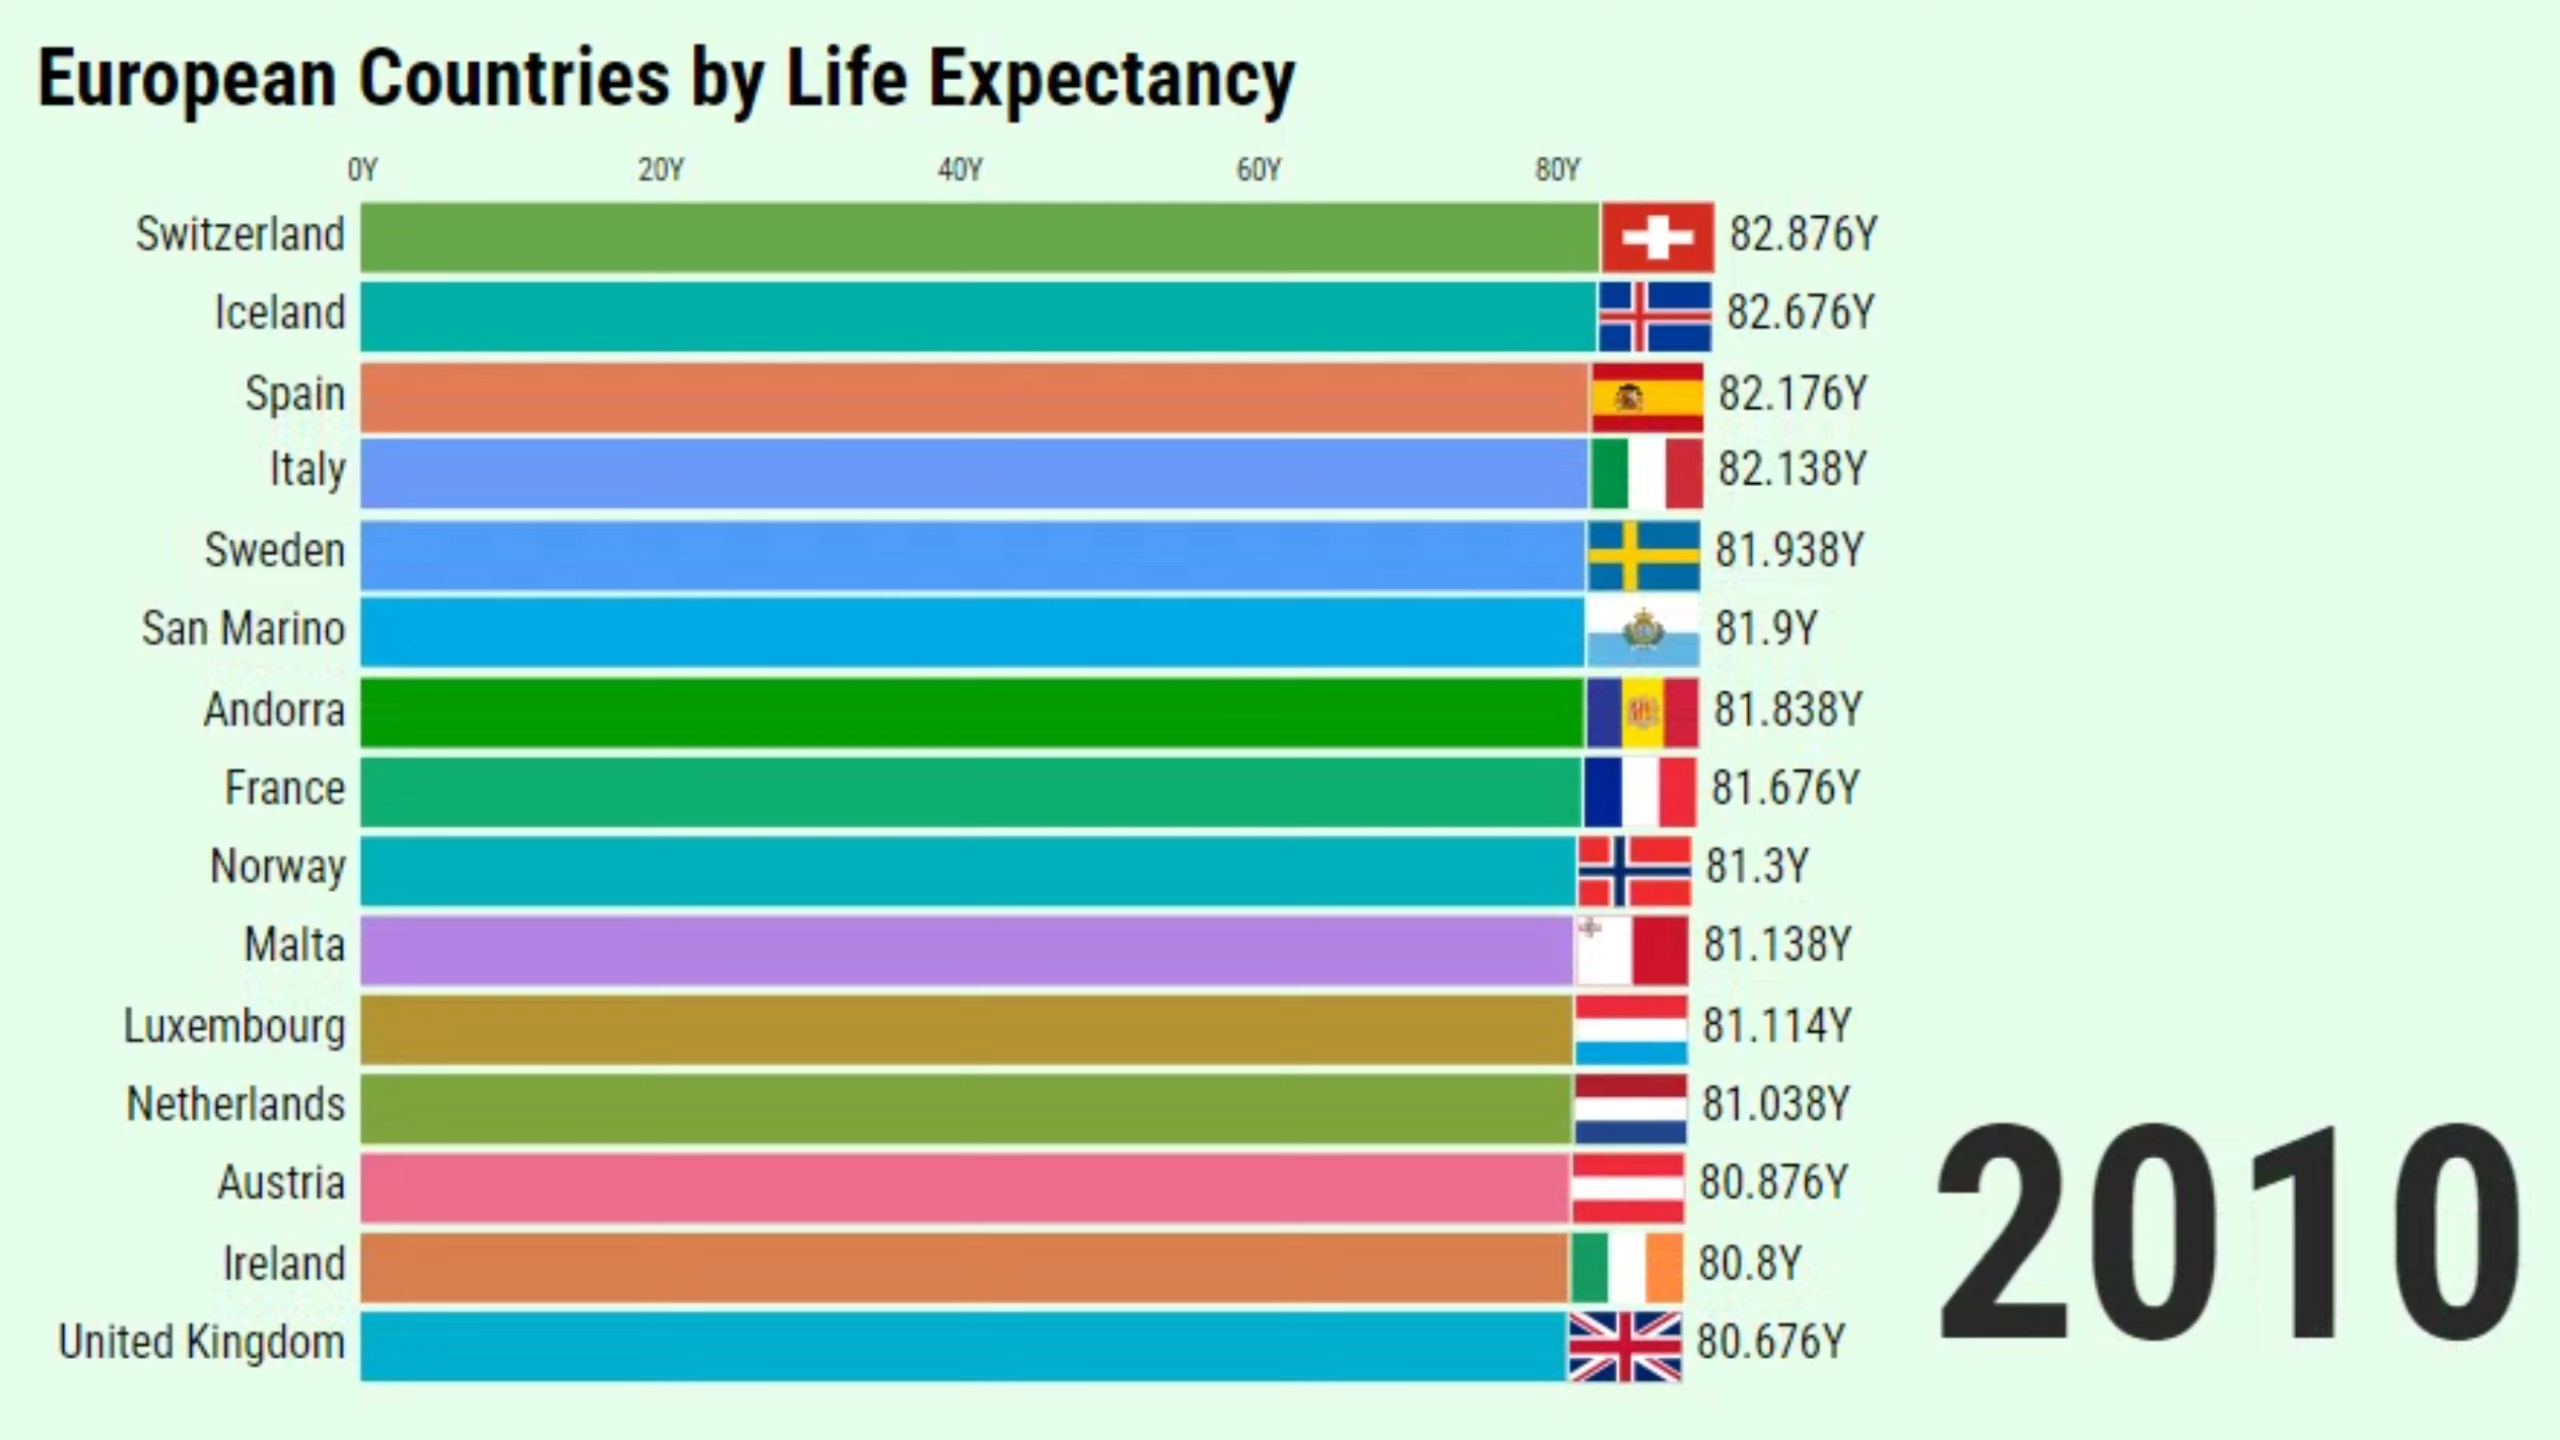 European Countries by Life Expectancy
0Y 20Y 40Y 60Y 80Y
Switzerland 82.876Y
Iceland 82.676Y
Spain 82.176Y
Italy 82.138Y
Sweden 81.938Y
San Marino 81.9Y
Andorra 81.838Y
France 81.676Y
Norway 81.3Y
Malta 81.138Y
Luxembourg 81.114Y
Netherlands 81.038Y
Austria 80.876Y
Ireland 80.8Y
United Kingdom 80.676Y
2010